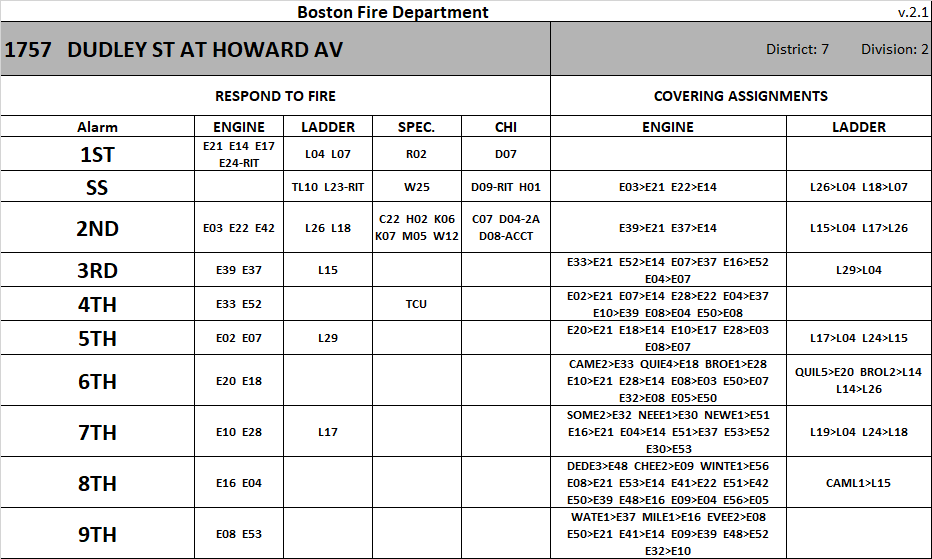 Boston Fire Department v.2.1
1757 DUDLEY ST AT HOWARD AV District: 7 Division: 2
RESPOND TO FIRE COVERING ASSIGNMENTS
Alarm ENGINE LADDER SPEC. CHI ENGINE LADDER
1ST
E21 E14 E17
E24-RIT
L04 L07
R02
D07
SS
TL10 L23-RIT
W25
D09-RIT H01
E03>E21 E22>E14
L26>L04 L18>L07
2ND
E03 E22 E42
L26 L18
C22 H02 K06
K07 M05 W12
C07 D04-2A
D08-ACCT
E39>E21 E37>E14
L15>L04 L17>L26
3RD
E39 E37
L15
E33>E21 E52>E14 E07>E37 E16>E52
E04>E07
L29>L04
4TH
E33 E52
TCU
E02>E21 E07>E14 E28>E22 E04>E37
E10>E39 E08>E04 E50>E08
5TH
E02 E07
L29
E20>E21 E18>E14 E10>E17 E28>E03
E08>E07
L17>L04 L24>L15
6TH
E20 E18
CAME2>E33 QUIE4>E18 BROE1>E28
E10>E21 E28>E14 E08>E03 E50>E07
E32>E08 E05>E50
QUIL5>E20 BROL2>L14
L14>L26
7TH
E10 E28
L17
SOME2>E32 NEEE1>E30 NEWE1>E51
E16>E21 E04>E14 E51>E37 E53>E52
E30>E53
L19>L04 L24>L18
8TH
E16 E04
DEDE3>E48 CHEE2>E09 WINTE1>E56
E08>E21 E53>E14 E41>E22 E51>E42
E50>E39 E48>E16 E09>E04 E56>E05
CAML1>L15
9TH
E08 E53
WATE1>E37 MILE1>E16 EVEE2>E08
E50>E21 E41>E14 E09>E39 E48>E52
E32>E10